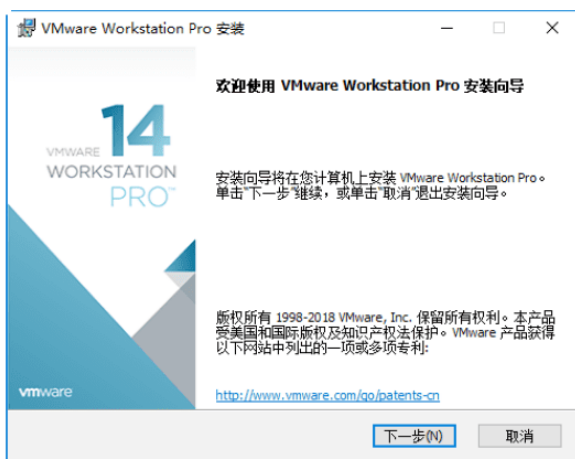 VMware Workstation Pro 安装
欢迎使用 VMware Workstation Pro 安装向导
VMWARE 14
WORKSTATION
PRO™
安装向导将在您计算机上安装 VMware Workstation Pro。
单击"下一步"继续，或单击"取消"退出安装向导。
版权所有 1998-2018 VMware, Inc. 保留所有权利。本产品
受美国和国际版权及知识产权法保护。VMware 产品获得
以下网站中列出的一项或多项专利:
vmware
http://www.vmware.com/go/patents-cn
下一步(N)
取消